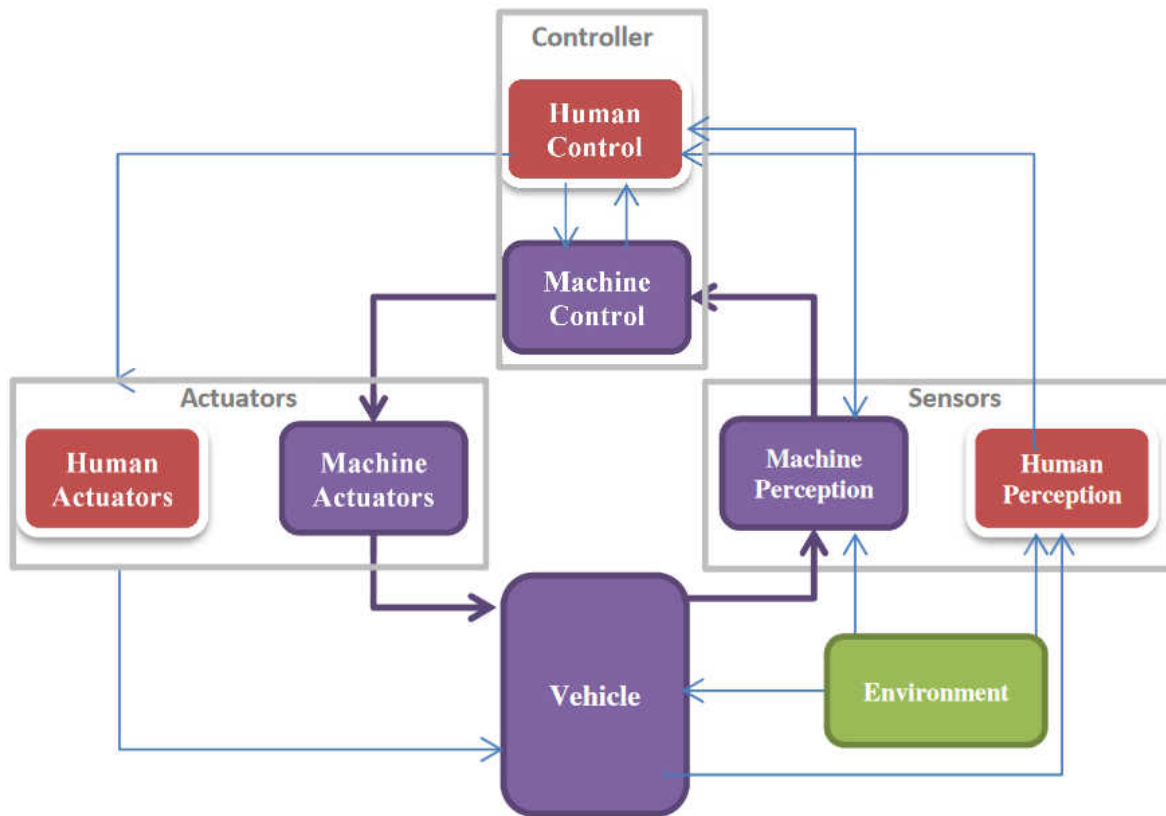 Controller
Human
Control
Machine
Control
Actuators
Human
Actuators
Machine
Actuators
Sensors
Machine
Perception
Human
Perception
Vehicle
Environment